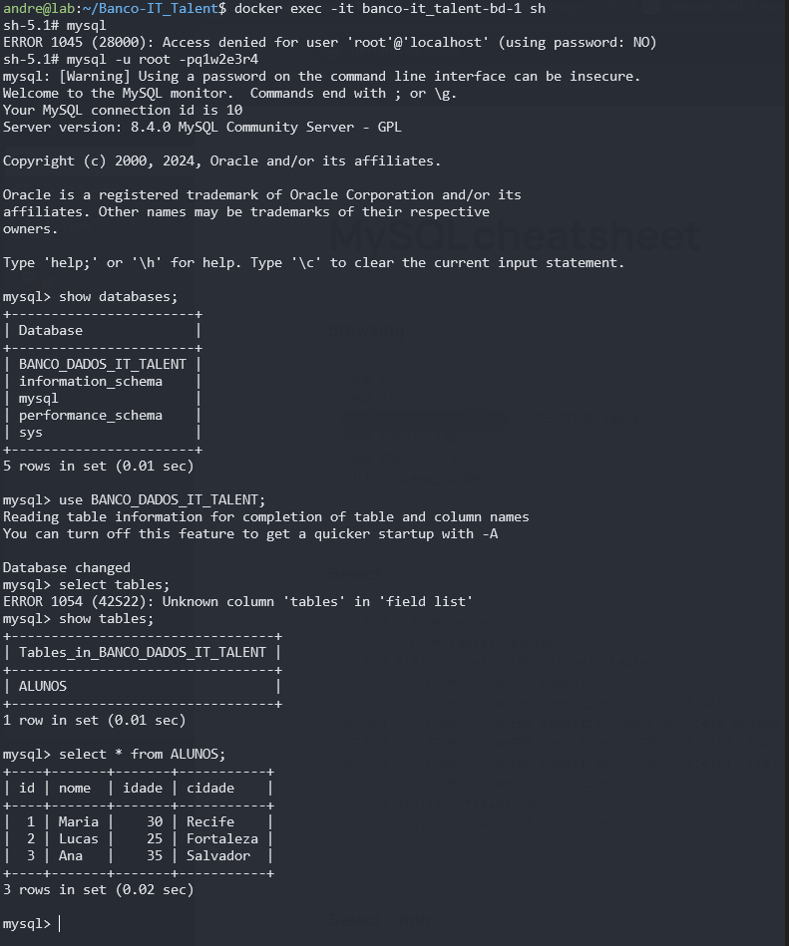 andre@lab:~/Banco-IT_Talent$ docker exec -it banco-it_talent-bd-1 sh
sh-5.1# mysql
ERROR 1045 (28000): Access denied for user 'root'@'localhost' (using password: NO)
sh-5.1# mysql -u root -pq1w2e3r4
mysql: [Warning] Using a password on the command line interface can be insecure.
Welcome to the MySQL monitor.  Commands end with ; or \g.
Your MySQL connection id is 10
Server version: 8.4.0 MySQL Community Server - GPL
Copyright (c) 2000, 2024, Oracle and/or its affiliates.
Oracle is a registered trademark of Oracle Corporation and/or its
affiliates. Other names may be trademarks of their respective
owners.
MySQL cheatsheet
Type 'help;' or '\h' for help. Type '\c' to clear the current input statement.
mysql> show databases;
+------------------------+
| Database               |
+------------------------+
| BANCO_DADOS_IT_TALENT |
| information_schema    |
| mysql                 |
| performance_schema    |
| sys                   |
+------------------------+
5 rows in set (0.01 sec)
mysql> use BANCO_DADOS_IT_TALENT;
Reading table information for completion of table and column names
You can turn off this feature to get a quicker startup with -A
Database changed
mysql> select tables;
ERROR 1054 (42S22): Unknown column 'tables' in 'field list'
mysql> show tables;
+---------------------------------+
| Tables_in_BANCO_DADOS_IT_TALENT |
+---------------------------------+
| ALUNOS                          |
+---------------------------------+
1 row in set (0.01 sec)
mysql> select * from ALUNOS;
+----+-------+-------+-----------+
| id | nome  | idade | cidade    |
+----+-------+-------+-----------+
|  1 | Maria |    30 | Recife    |
|  2 | Lucas |    25 | Fortaleza |
|  3 | Ana   |    35 | Salvador  |
+----+-------+-------+-----------+
3 rows in set (0.02 sec)
mysql>